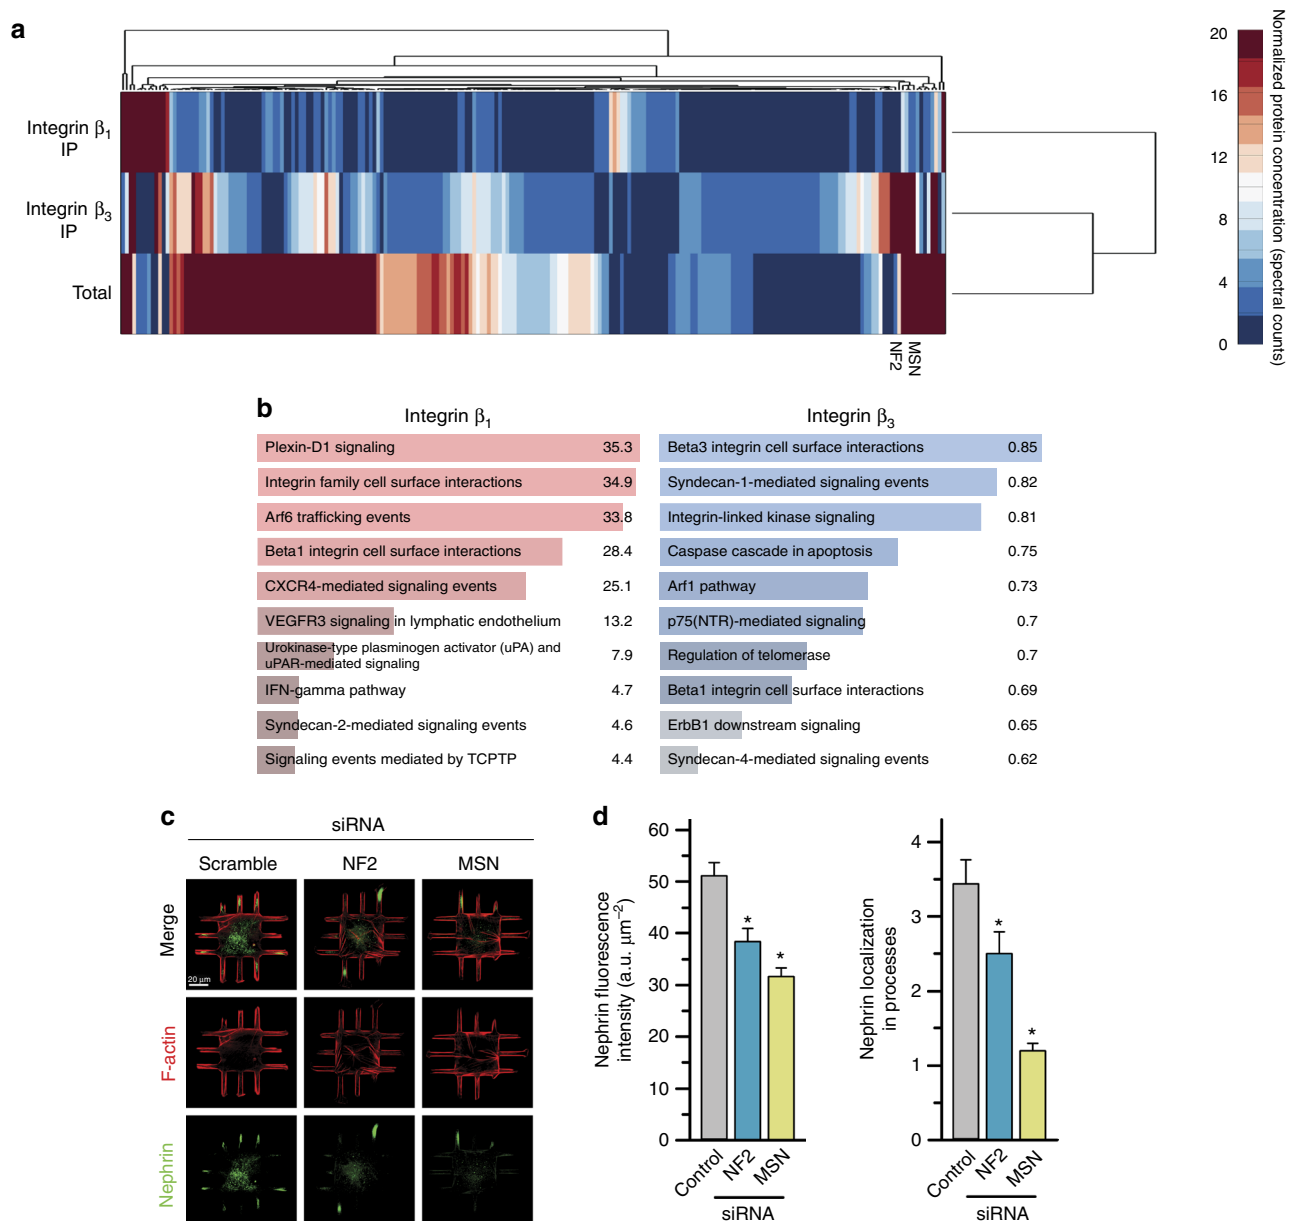 a
Integrin β1
IP
Integrin β3
IP
Total
NF2
MSN
20
16
12
8
4
0
Normalized protein concentration (spectral counts)
b
Integrin β1
Plexin-D1 signaling 35.3
Integrin family cell surface interactions 34.9
Arf6 trafficking events 33.8
Beta1 integrin cell surface interactions 28.4
CXCR4-mediated signaling events 25.1
VEGFR3 signaling in lymphatic endothelium 13.2
Urokinase-type plasminogen activator (uPA) and
uPAR-mediated signaling 7.9
IFN-gamma pathway 4.7
Syndecan-2-mediated signaling events 4.6
Signaling events mediated by TCPTP 4.4
Integrin β3
Beta3 integrin cell surface interactions 0.85
Syndecan-1-mediated signaling events 0.82
Integrin-linked kinase signaling 0.81
Caspase cascade in apoptosis 0.75
Arf1 pathway 0.73
p75(NTR)-mediated signaling 0.7
Regulation of telomerase 0.7
Beta1 integrin cell surface interactions 0.69
ErbB1 downstream signaling 0.65
Syndecan-4-mediated signaling events 0.62
c
siRNA
Scramble NF2 MSN
Merge
20 μm
F-actin
Nephrin
d
Nephrin fluorescence
intensity (a.u. μm⁻²)
60
50
40
30
20
10
0
*
*
Control NF2 MSN
siRNA
Nephrin localization
in processes
4
3
2
1
0
*
*
Control NF2 MSN
siRNA